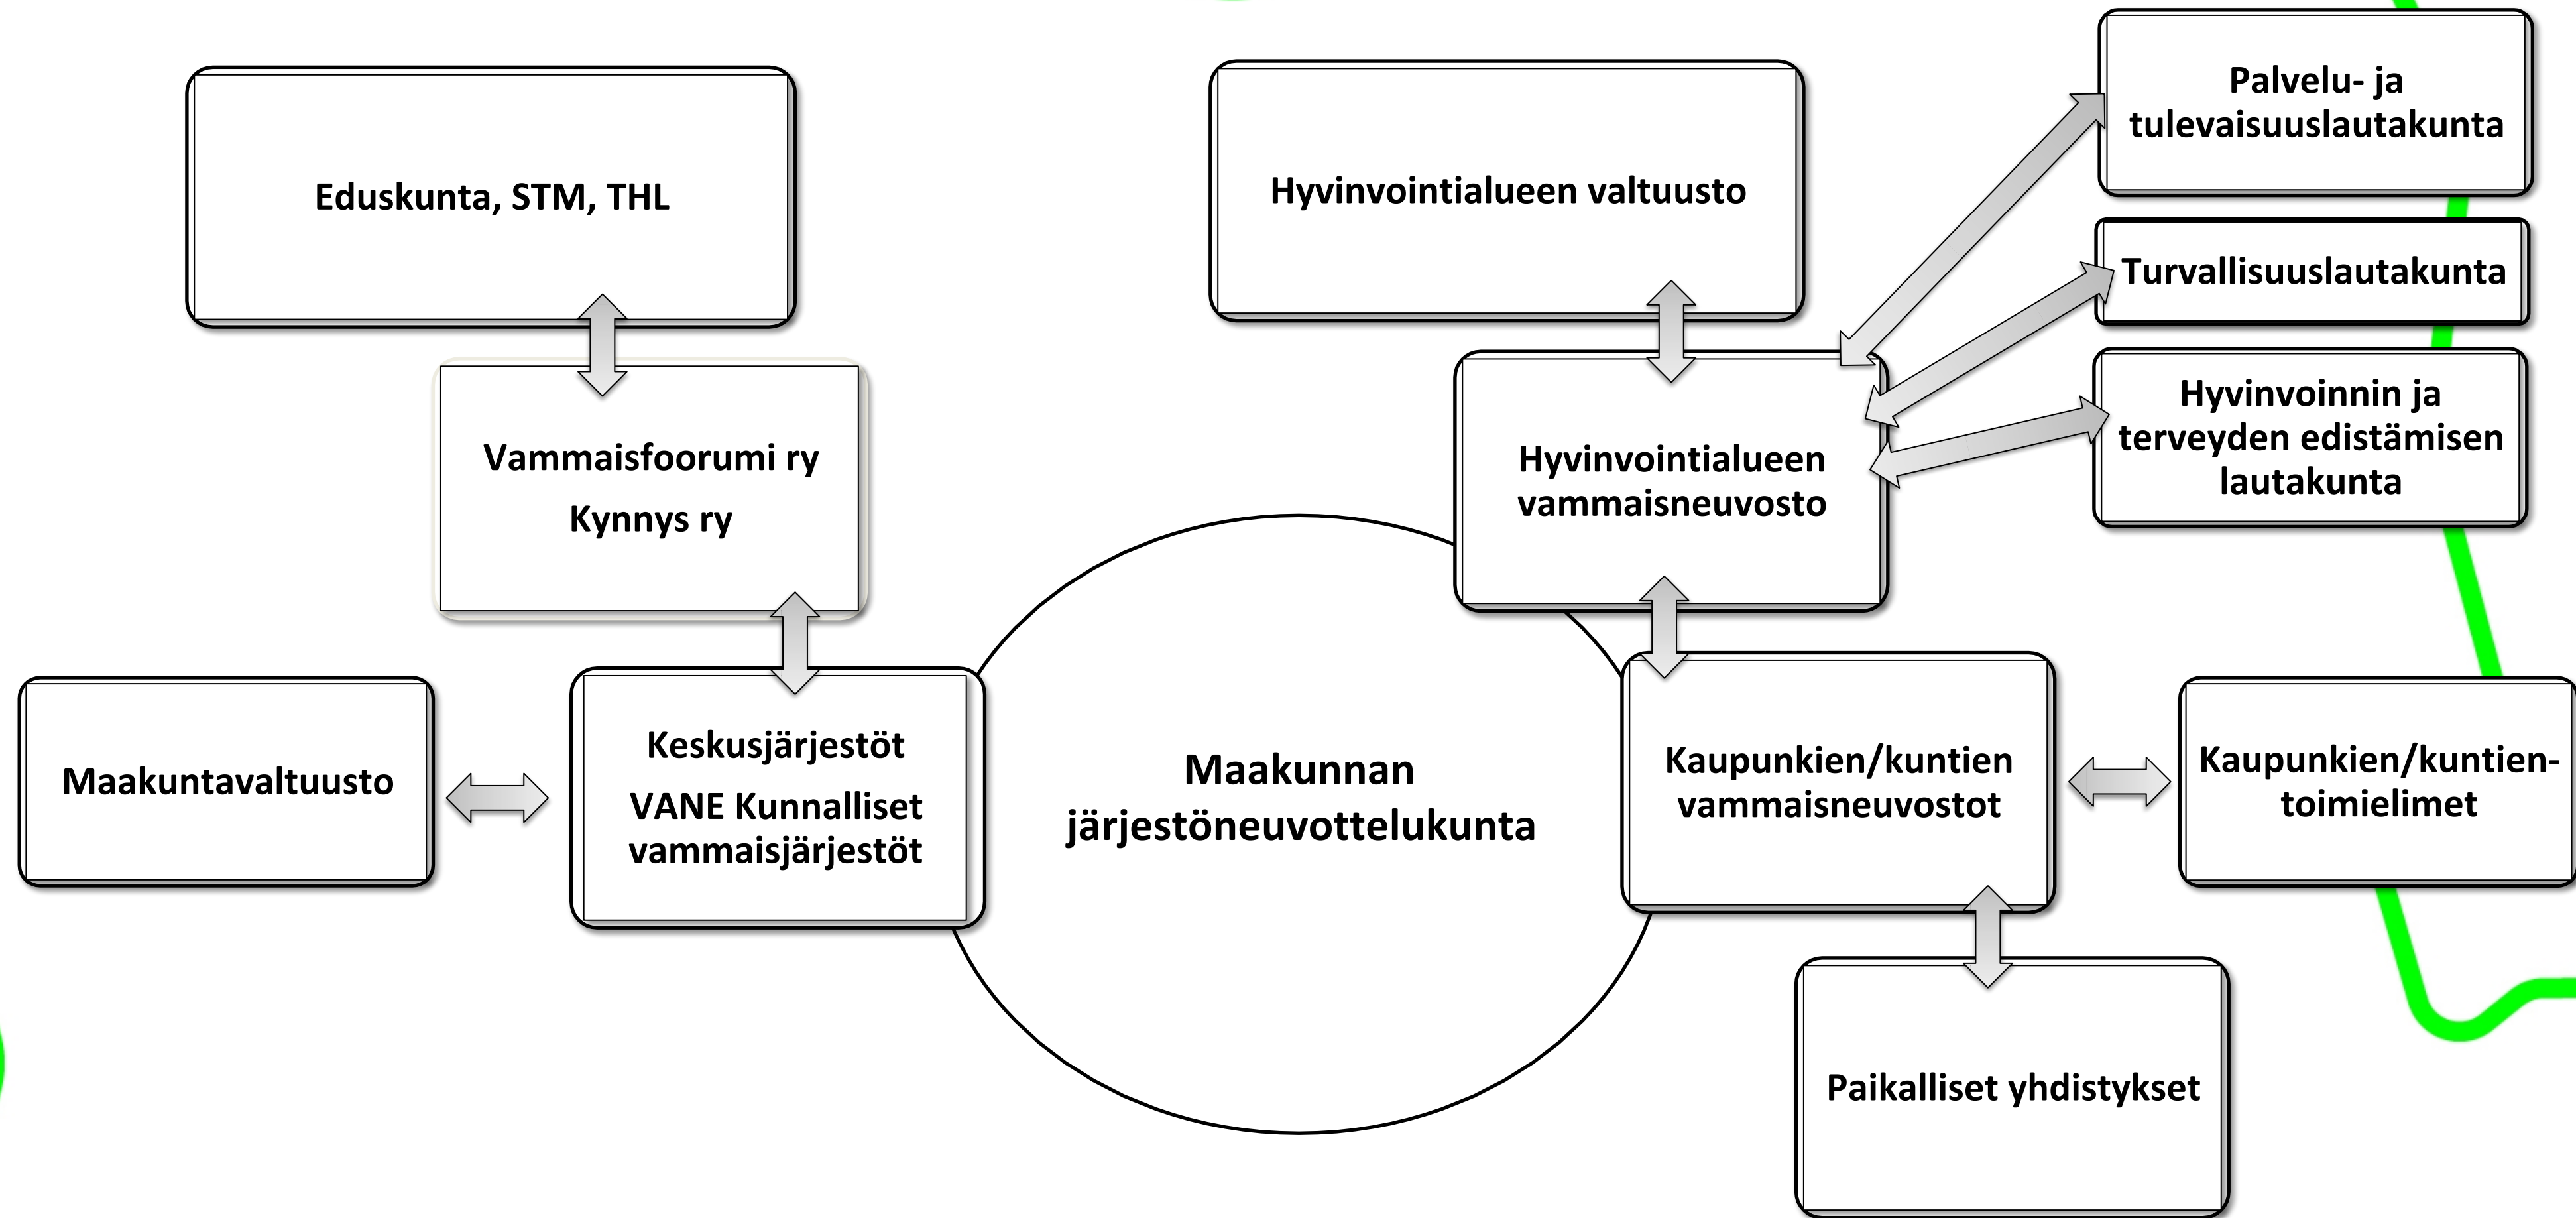 Eduskunta, STM, THL
Hyvinvointialueen valtuusto
Palvelu- ja
tulevaisuuslautakunta
Turvallisuuslautakunta
Hyvinvoinnin ja
terveyden edistämisen
lautakunta
Vammaisfoorumi ry
Kynnys ry
Hyvinvointialueen
vammaisneuvosto
Maakuntavaltuusto
Keskusjärjestöt
VANE Kunnalliset
vammaisjärjestöt
Maakunnan
järjestöneuvottelukunta
Kaupunkien/kuntien
vammaisneuvostot
Kaupunkien/kuntien-
toimielimet
Paikalliset yhdistykset